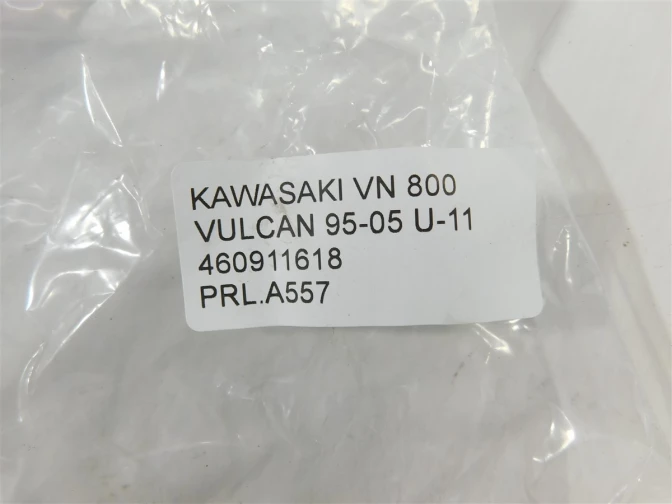 KAWASAKI VN 800
VULCAN 95-05 U-11
460911618
PRL.A557